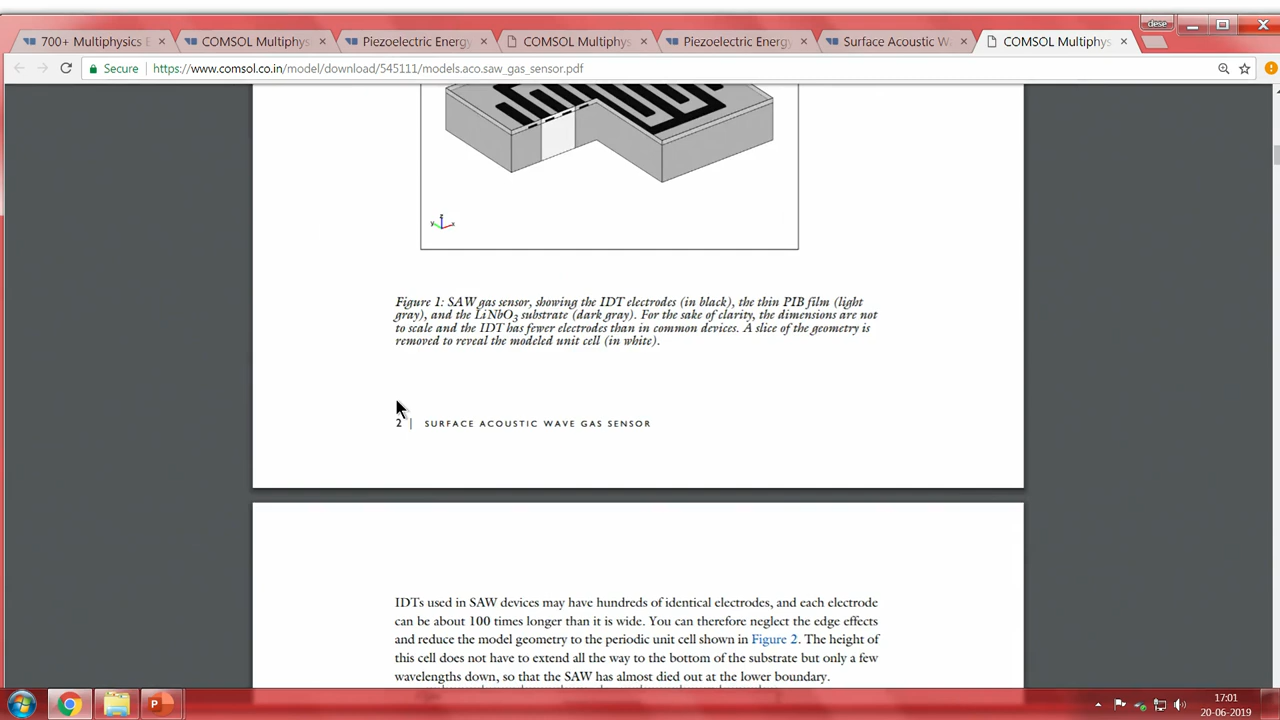 dese
700+ Multiphysics E
COMSOL Multiphys
Piezoelectric Energy
COMSOL Multiphys
Piezoelectric Energy
Surface Acoustic W
COMSOL Multiphys
Secure
https://www.comsol.co.in/model/download/545111/models.aco.saw_gas_sensor.pdf
z
y
x
Figure 1: SAW gas sensor, showing the IDT electrodes (in black), the thin PIB film (light
gray), and the LiNbO3 substrate (dark gray). For the sake of clarity, the dimensions are not
to scale and the IDT has fewer electrodes than in common devices. A slice of the geometry is
removed to reveal the modeled unit cell (in white).
2 | SURFACE ACOUSTIC WAVE GAS SENSOR
IDTs used in SAW devices may have hundreds of identical electrodes, and each electrode
can be about 100 times longer than it is wide. You can therefore neglect the edge effects
and reduce the model geometry to the periodic unit cell shown in Figure 2. The height of
this cell does not have to extend all the way to the bottom of the substrate but only a few
wavelengths down, so that the SAW has almost died out at the lower boundary.
17:01
20-06-2019